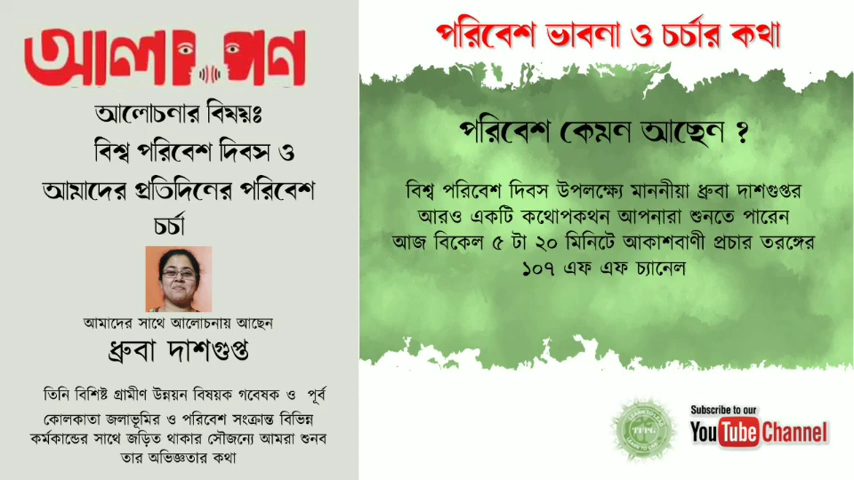 আলাপন
আলোচনার বিষয়ঃ
বিশ্ব পরিবেশ দিবস ও
আমাদের প্রতিদিনের পরিবেশ
চর্চা
আমাদের সাথে আলোচনায় আছেন
ধ্রুবা দাশগুপ্ত
তিনি বিশিষ্ট গ্রামীণ উন্নয়ন বিষয়ক গবেষক ও পূর্ব
কোলকাতা জলাভূমির ও পরিবেশ সংক্রান্ত বিভিন্ন
কর্মকান্ডের সাথে জড়িত থাকার সৌজন্যে আমরা শুনব
তার অভিজ্ঞতার কথা
পরিবেশ ভাবনা ও চর্চার কথা
পরিবেশ কেমন আছেন ?
বিশ্ব পরিবেশ দিবস উপলক্ষ্যে মাননীয়া ধ্রুবা দাশগুপ্তর
আরও একটি কথোপকথন আপনারা শুনতে পারেন
আজ বিকেল ৫ টা ২০ মিনিটে আকাশবাণী প্রচার তরঙ্গের
১০৭ এফ এফ চ্যানেল
TFPG
Subscribe to our
YouTube Channel